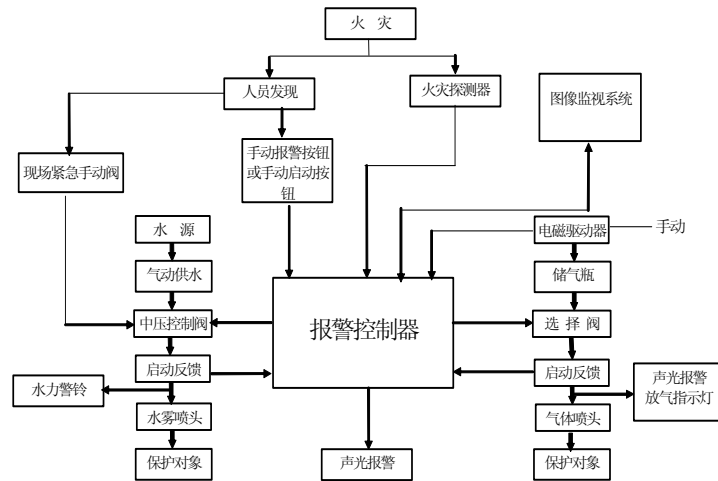 火 灾
人员发现
火灾探测器
图像监视系统
现场紧急手动阀
手动报警按钮
或手动启动按
钮
水 源
电磁驱动器
手动
气动供水
储气瓶
中压控制阀
报警控制器
选 择 阀
启动反馈
启动反馈
水力警铃
声光报警
放气指示灯
水雾喷头
气体喷头
保护对象
声光报警
保护对象